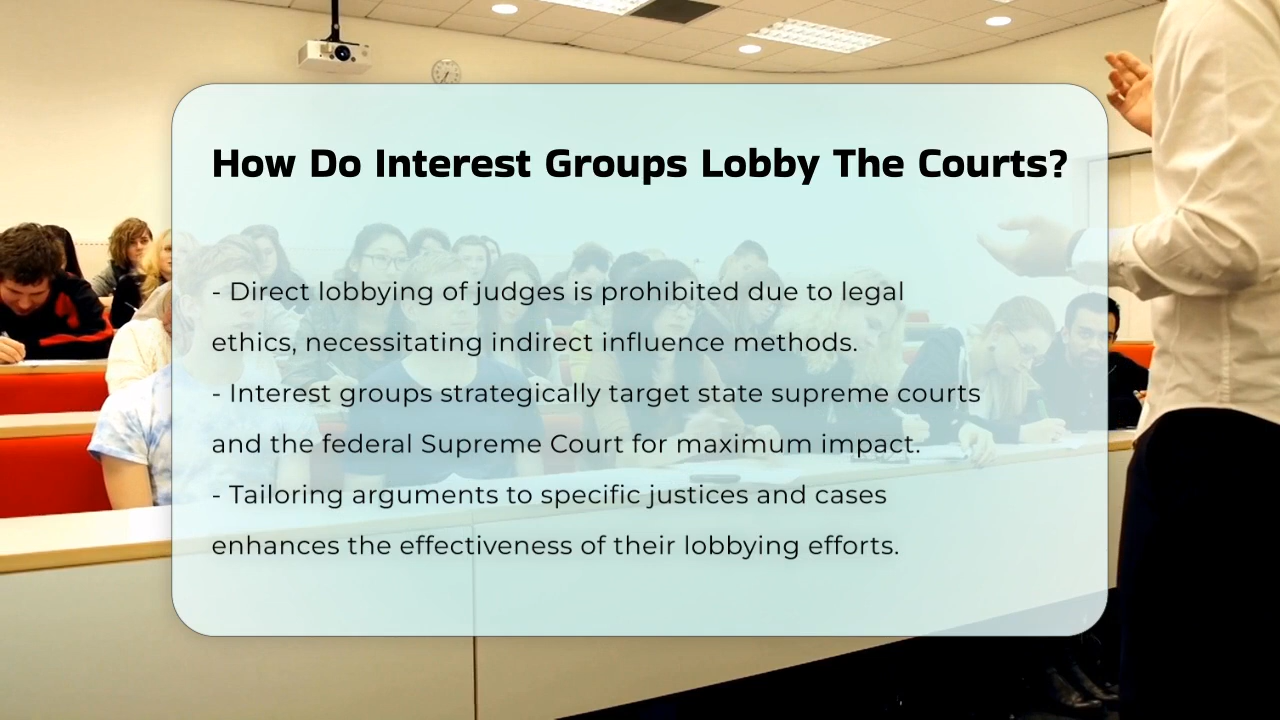 How Do Interest Groups Lobby The Courts?
- Direct lobbying of judges is prohibited due to legal
ethics, necessitating indirect influence methods.
- Interest groups strategically target state supreme courts
and the federal Supreme Court for maximum impact.
- Tailoring arguments to specific justices and cases
enhances the effectiveness of their lobbying efforts.